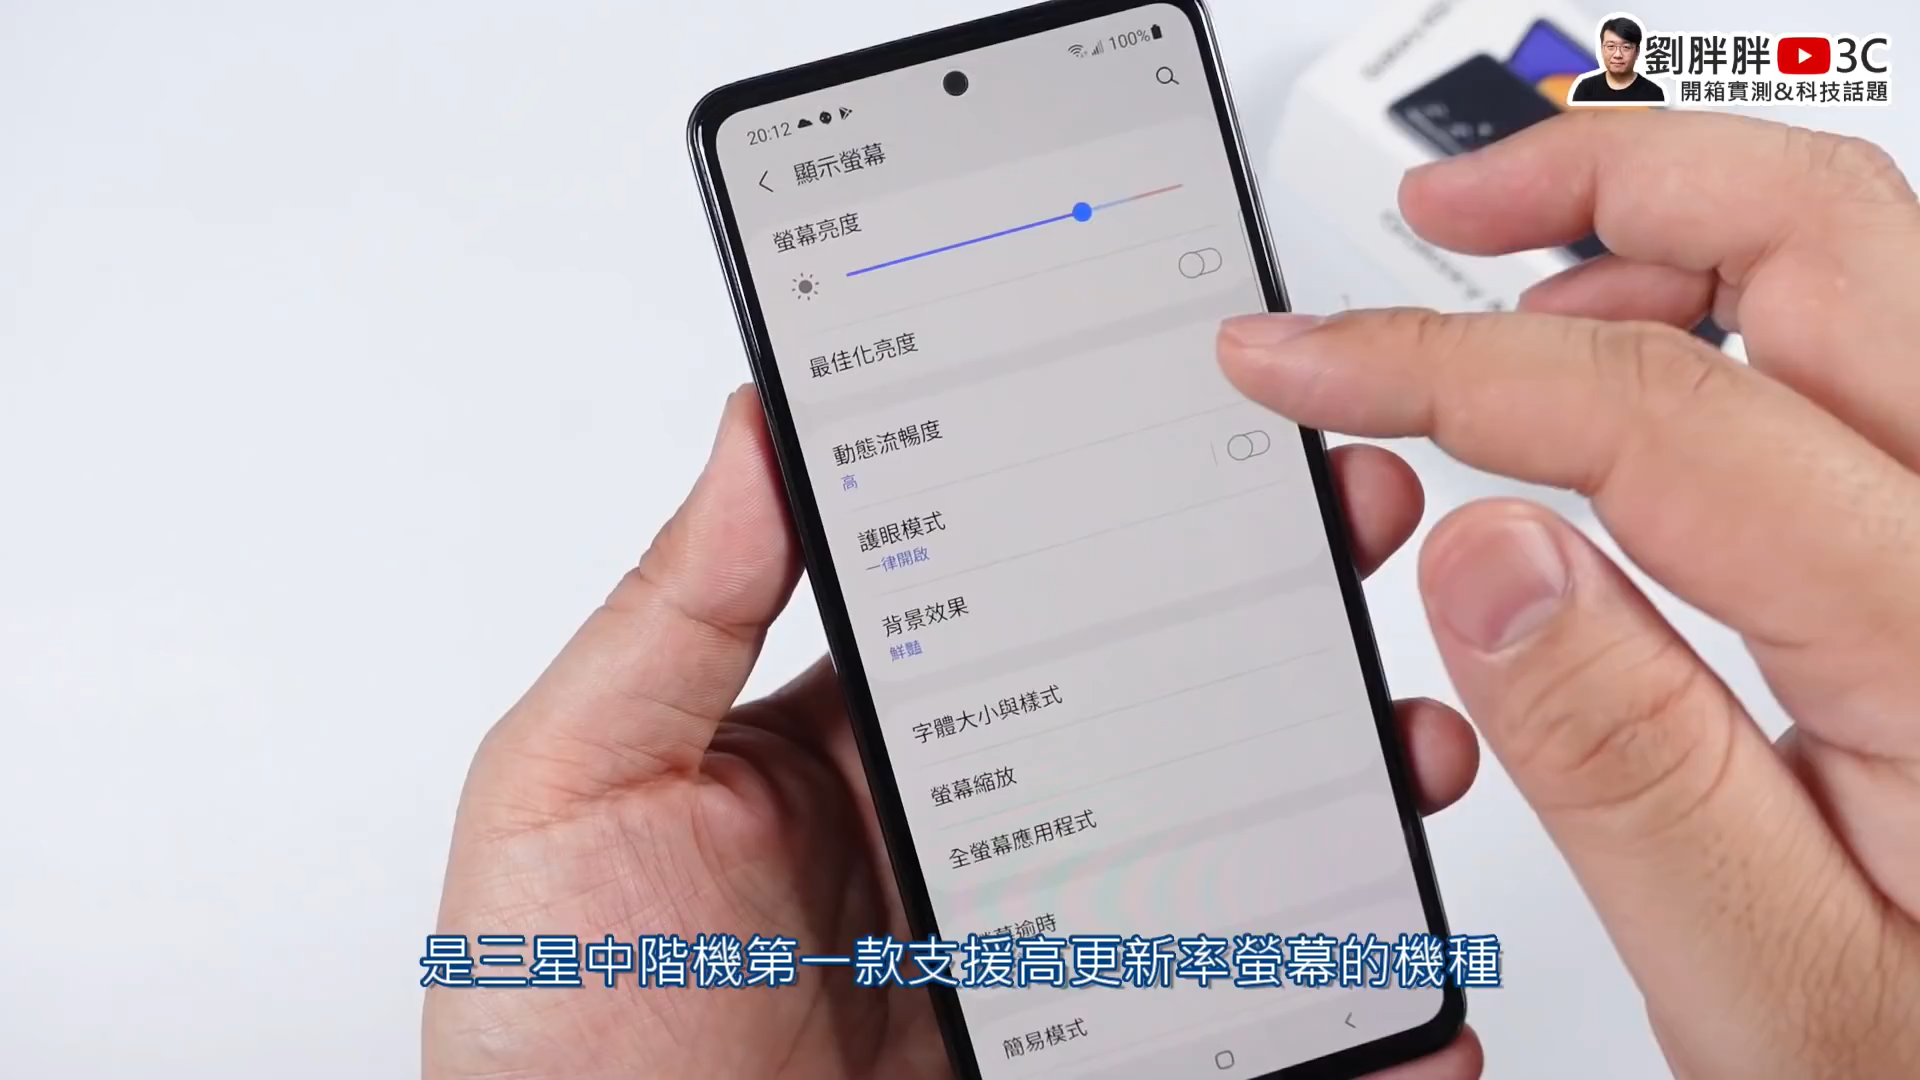 劉胖胖 3C
開箱實測&科技話題
20:12
100%
顯示螢幕
螢幕亮度
最佳化亮度
動態流暢度
高
護眼模式
一律開啟
背景效果
鮮豔
字體大小與樣式
螢幕縮放
全螢幕應用程式
螢幕逾時
是三星中階機第一款支援高更新率螢幕的機種
簡易模式